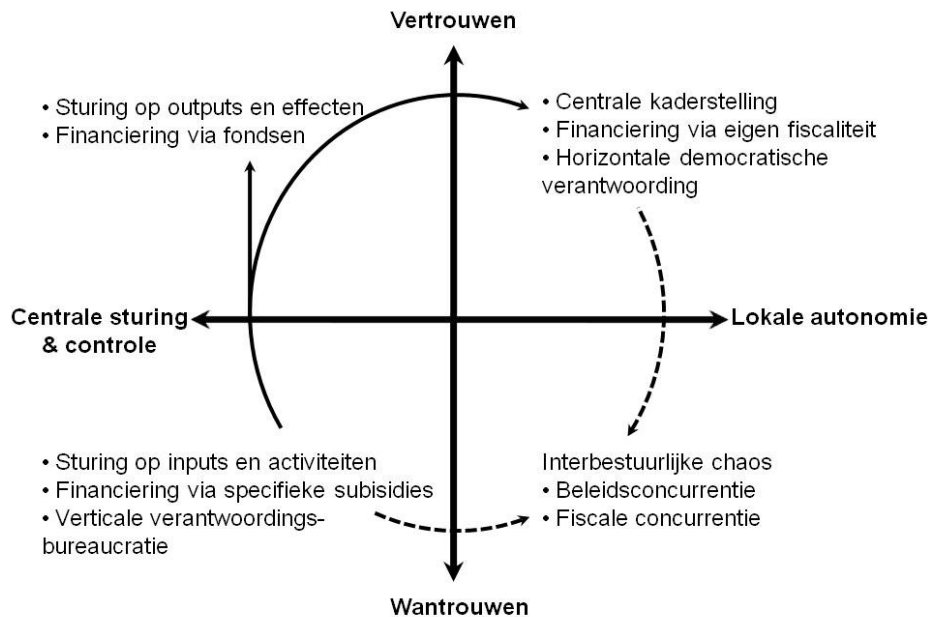 Vertrouwen
• Sturing op outputs en effecten
• Financiering via fondsen
• Centrale kaderstelling
• Financiering via eigen fiscaliteit
• Horizontale democratische
verantwoording
Centrale sturing
& controle
Lokale autonomie
• Sturing op inputs en activiteiten
• Financiering via specifieke subisidies
• Verticale verantwoordings-
bureaucratie
Interbestuurlijke chaos
• Beleidsconcurrentie
• Fiscale concurrentie
Wantrouwen